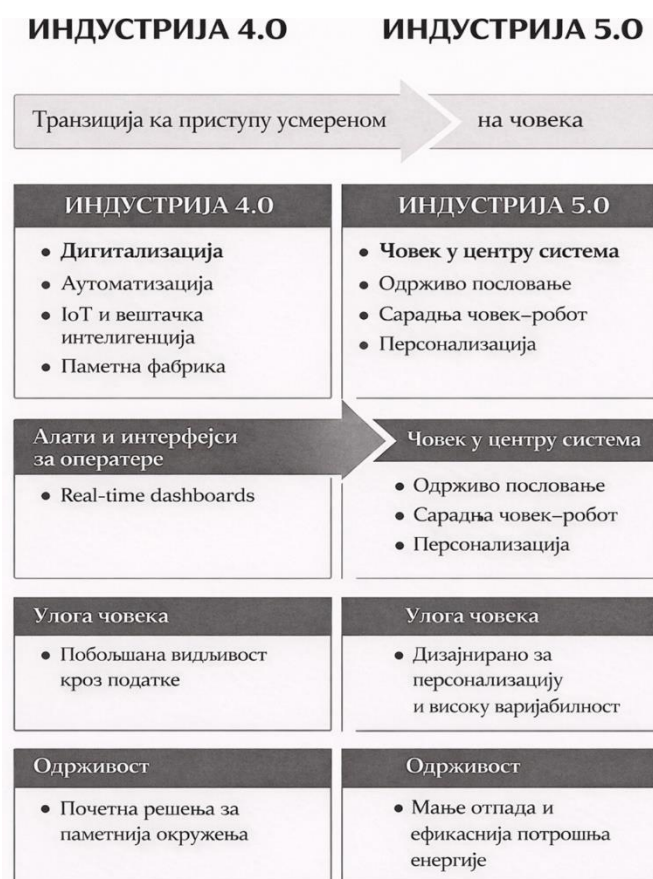 ИНДУСТРИЈА 4.0
ИНДУСТРИЈА 5.0
Транзиција ка приступу усмереном
на човека
ИНДУСТРИЈА 4.0
• Дигитализација
• Аутоматизација
• IoT и вештачка
интелигенција
• Паметна фабрика
ИНДУСТРИЈА 5.0
• Човек у центру система
• Одрживо пословање
• Сарадња човек–робот
• Персонализација
Алати и интерфејси
за оператере
• Real-time dashboards
Човек у центру система
• Одрживо пословање
• Сарадња човек–робот
• Персонализација
Улога човека
• Побољшана видљивост
кроз податке
Улога човека
• Дизајнирано за
персонализацију
и високу варијабилност
Одрживост
• Почетна решења за
паметнија окружења
Одрживост
• Мање отпада и
ефикаснија потрошња
енергије